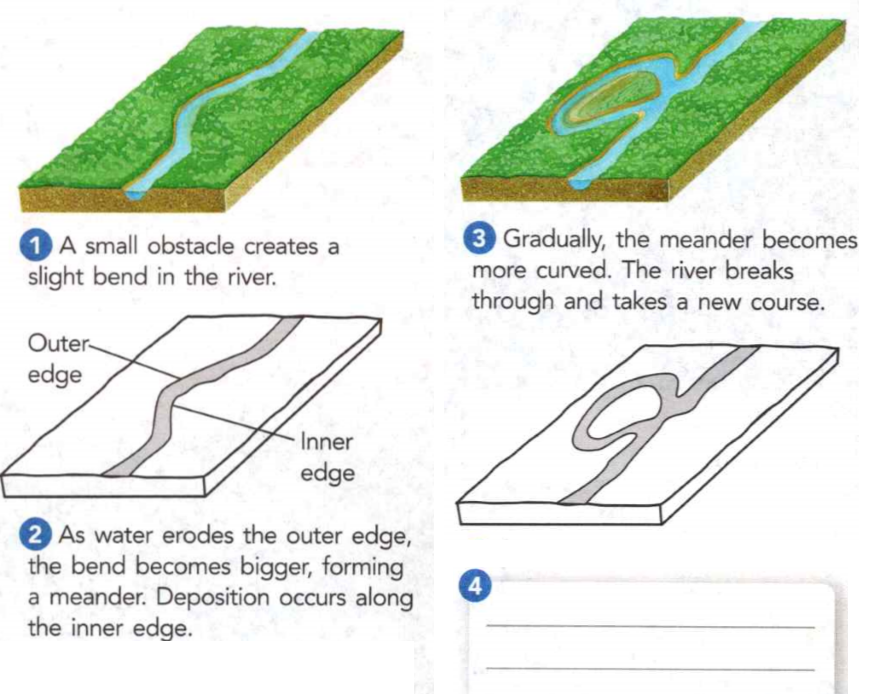 1 A small obstacle creates a
slight bend in the river.
Outer
edge
Inner
edge
2 As water erodes the outer edge,
the bend becomes bigger, forming
a meander. Deposition occurs along
the inner edge.
3 Gradually, the meander becomes
more curved. The river breaks
through and takes a new course.
4